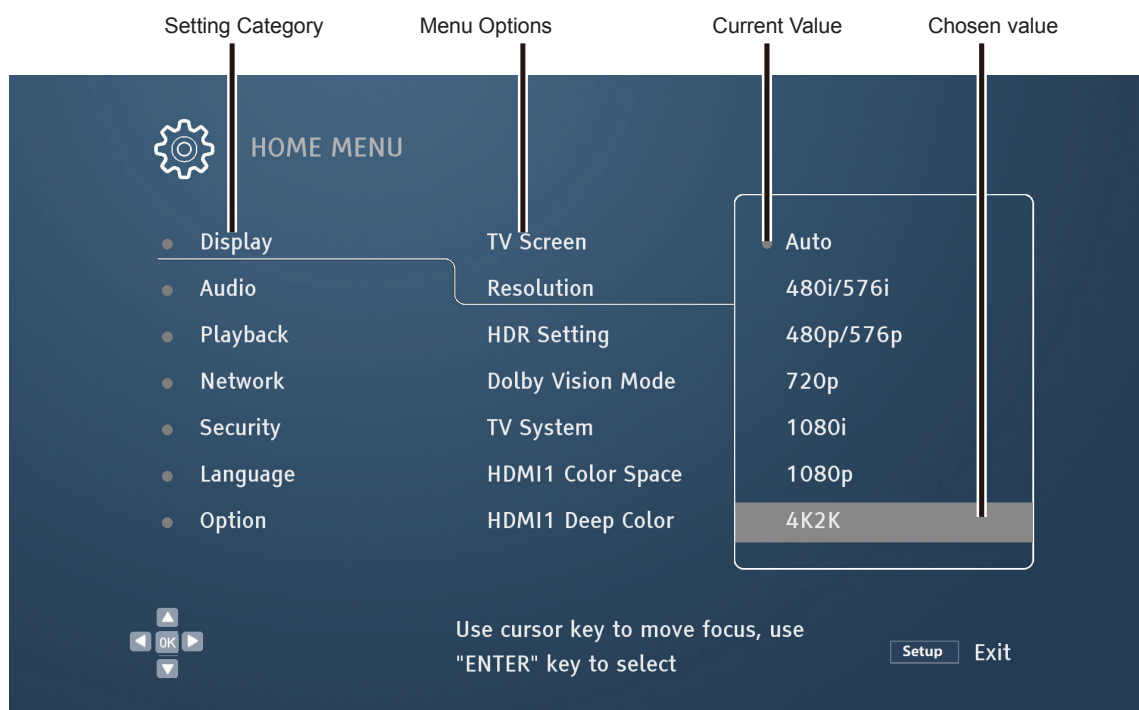 Setting Category Menu Options Current Value Chosen value
HOME MENU
Display TV Screen Auto
Audio Resolution 480i/576i
Playback HDR Setting 480p/576p
Network Dolby Vision Mode 720p
Security TV System 1080i
Language HDMI1 Color Space 1080p
Option HDMI1 Deep Color 4K2K
OK
Use cursor key to move focus, use
"ENTER" key to select
Setup Exit